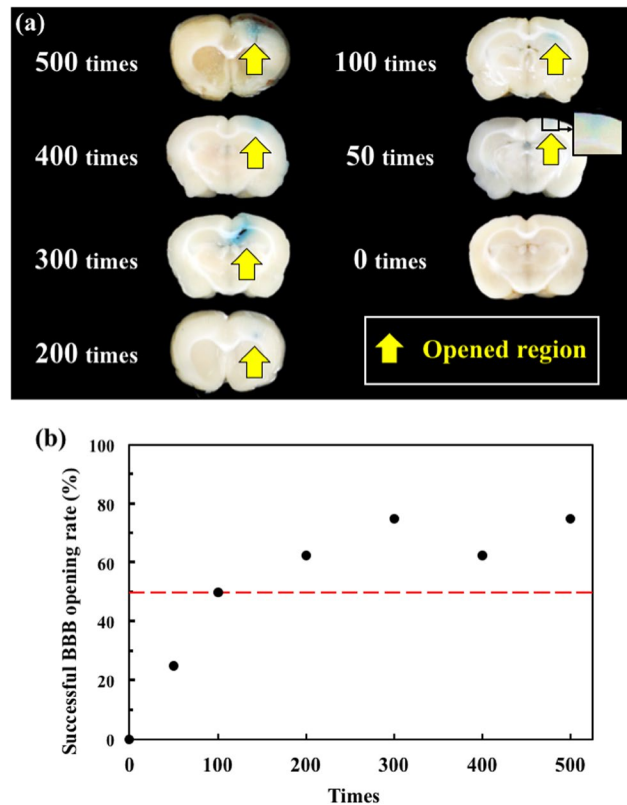 (a)
500 times
400 times
300 times
200 times
100 times
50 times
0 times
Opened region
(b)
Successful BBB opening rate (%)
100
80
60
40
20
0
0 100 200 300 400 500
Times